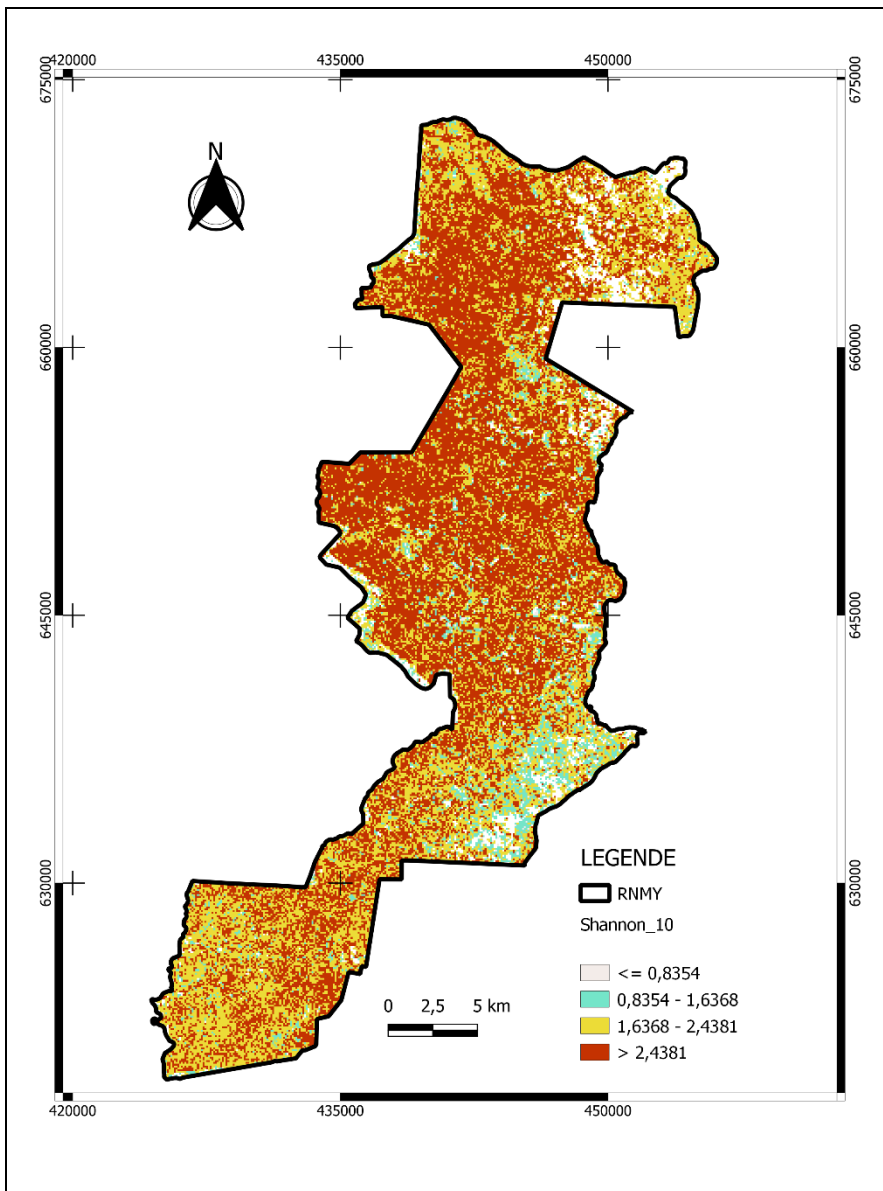 420000 435000 450000
675000 675000
N
660000 660000
645000 645000
630000 630000
LEGENDE
RNMY
Shannon_10
<= 0,8354
0,8354 - 1,6368
1,6368 - 2,4381
> 2,4381
0 2,5 5 km
420000 435000 450000